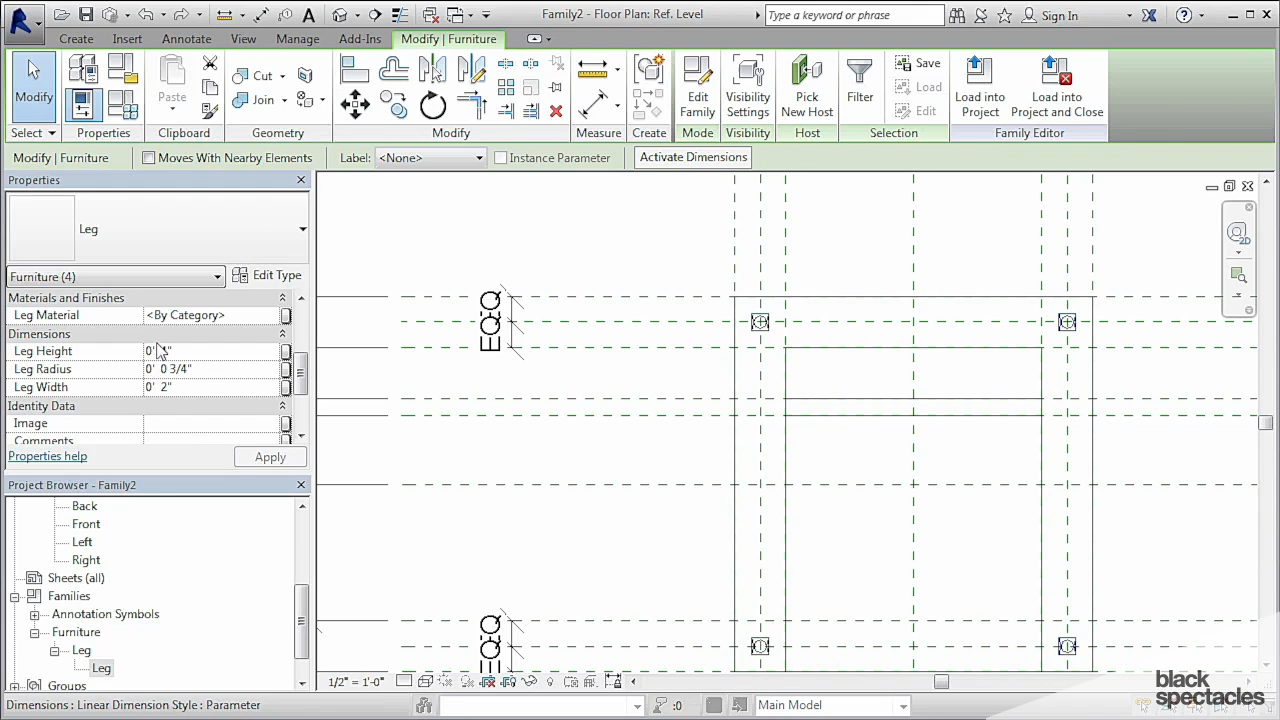 Family2 - Floor Plan: Ref. Level
Type a keyword or phrase
Sign In
Create
Insert
Annotate
View
Manage
Add-Ins
Modify | Furniture
Modify
Paste
Cut
Join
Edit
Family
Visibility
Settings
Pick
New Host
Filter
Save
Load
Edit
Load into
Project
Load into
Project and Close
Select
Properties
Clipboard
Geometry
Modify
Measure
Create
Mode
Visibility
Host
Selection
Family Editor
Modify | Furniture
Moves With Nearby Elements
Label:
<None>
Instance Parameter
Activate Dimensions
Properties
Leg
Furniture (4)
Edit Type
Materials and Finishes
Leg Material
<By Category>
Dimensions
Leg Height
Leg Radius
0' 0 3/4"
Leg Width
0' 2"
Identity Data
Image
Comments
Properties help
Apply
Project Browser - Family2
Back
Front
Left
Right
Sheets (all)
Families
Annotation Symbols
Furniture
Leg
Leg
Groups
EQ
EQ
EQ
EQ
2D
1/2" = 1'-0"
Dimensions : Linear Dimension Style : Parameter
:0
Main Model
black
spectacles